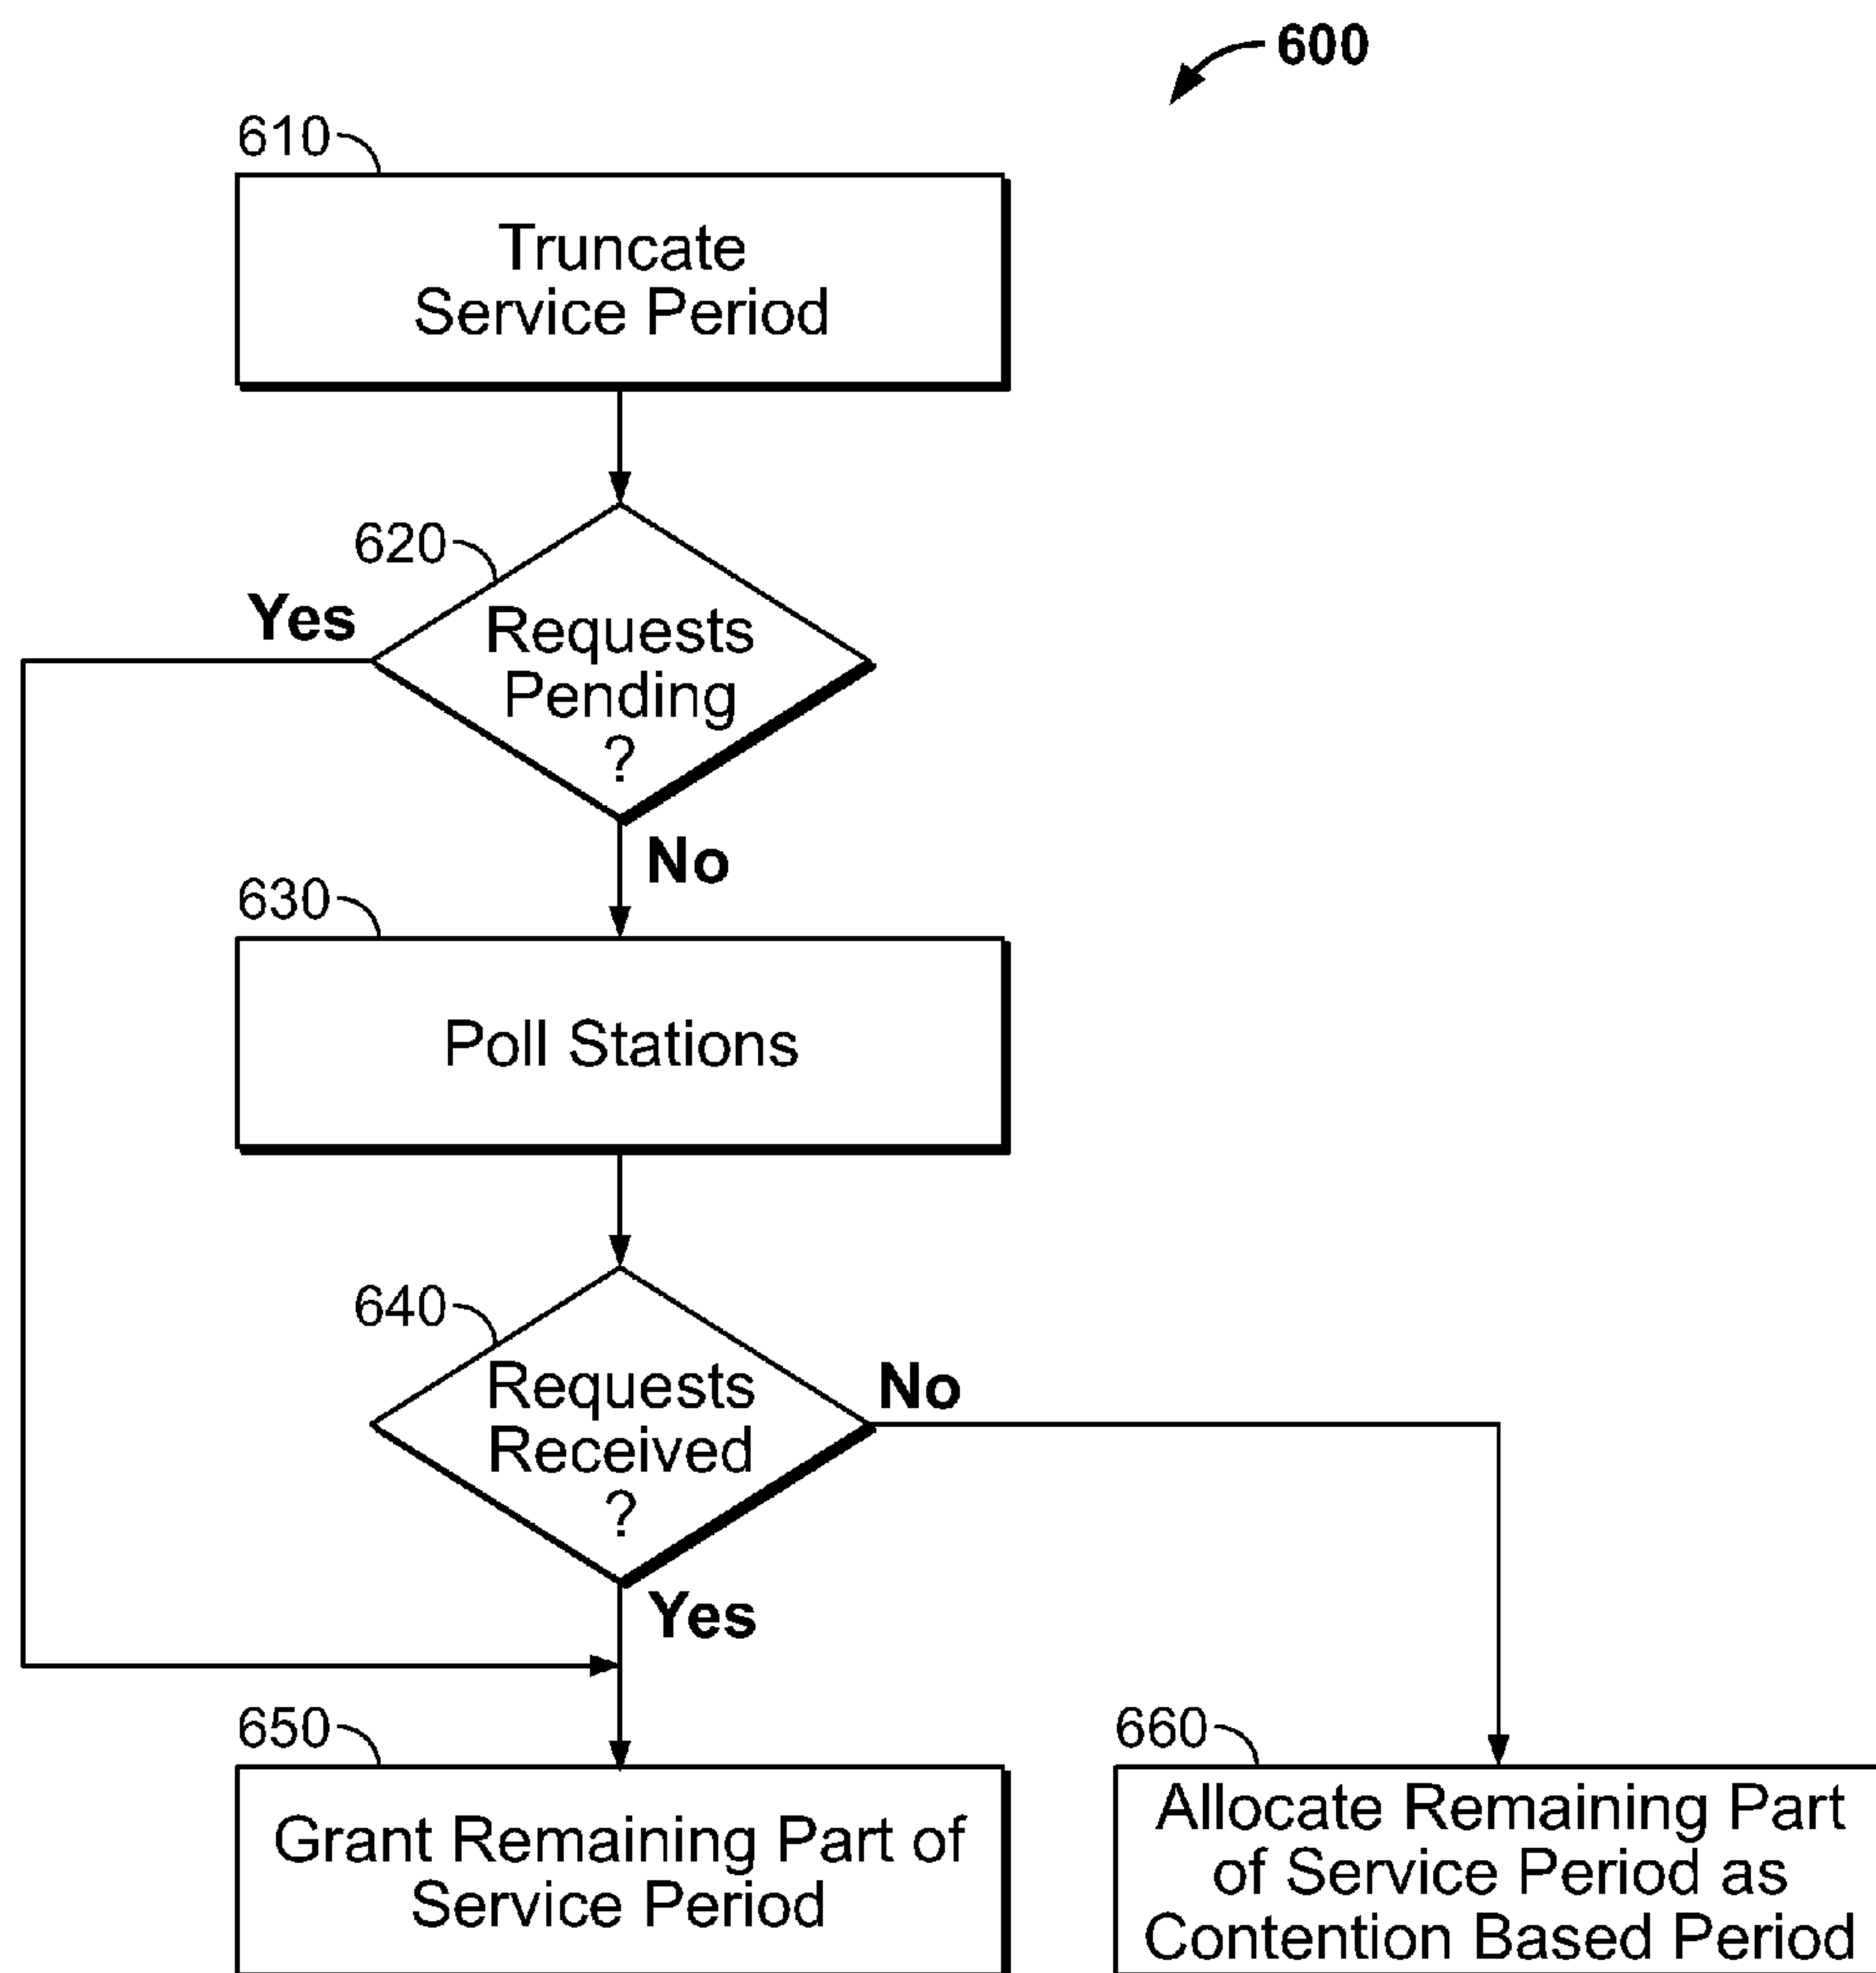 600
610
Truncate
Service Period
620
Yes
Requests
Pending
?
No
630
Poll Stations
640
Requests
Received
?
No
Yes
650
Grant Remaining Part of
Service Period
660
Allocate Remaining Part
of Service Period as
Contention Based Period